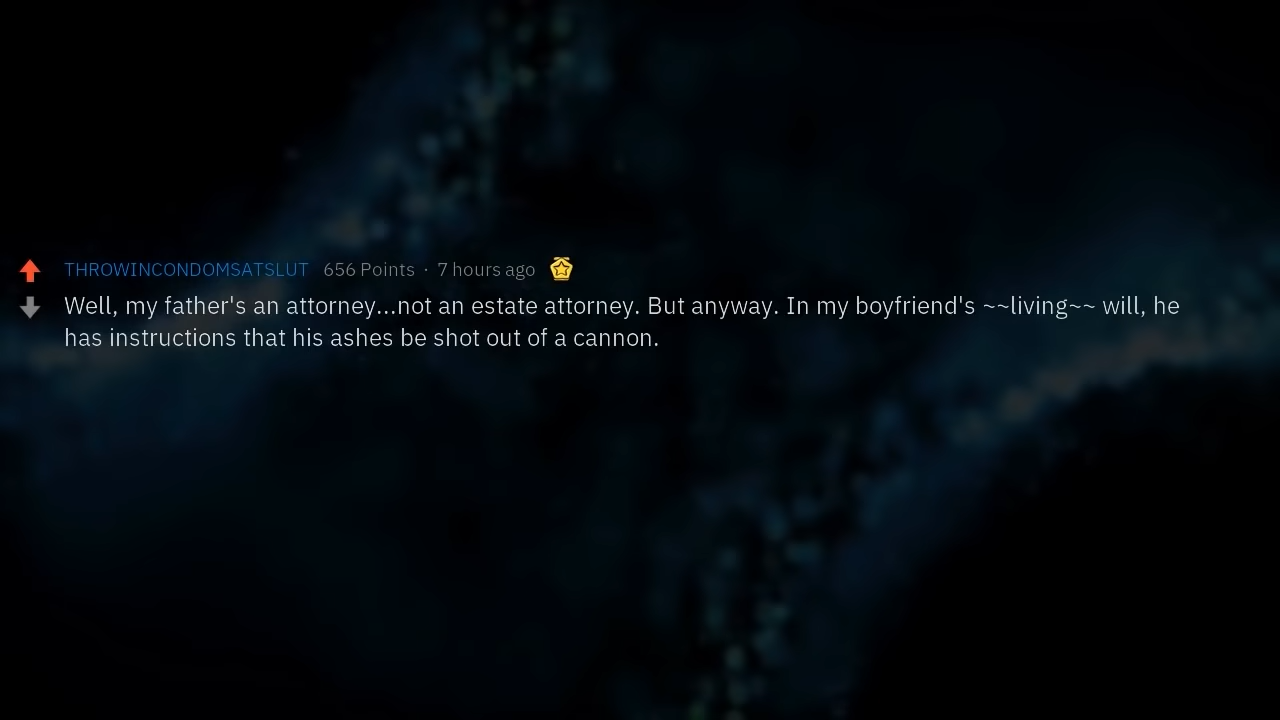 THROWINCONDOMSATSLUT 656 Points · 7 hours ago
Well, my father's an attorney...not an estate attorney. But anyway. In my boyfriend's ~~living~~ will, he
has instructions that his ashes be shot out of a cannon.